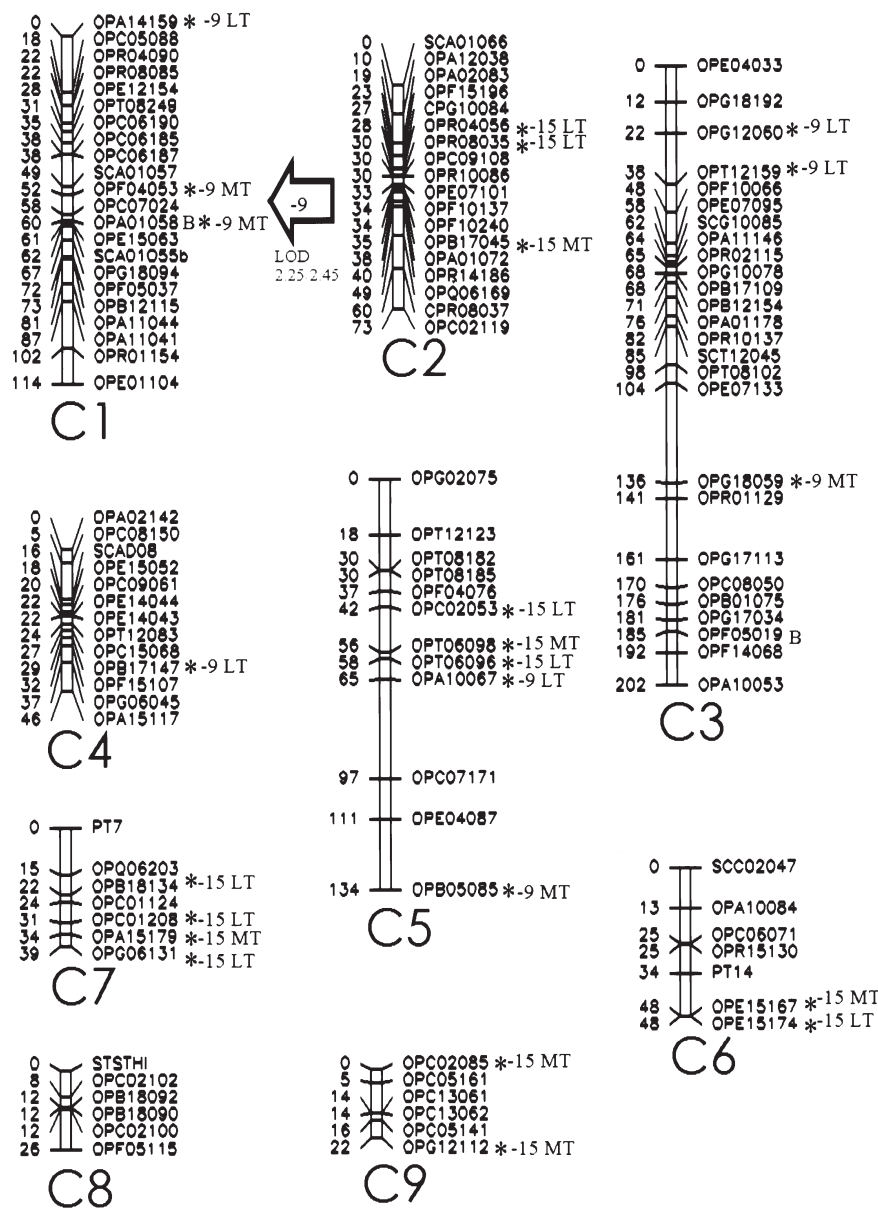 0 OPA14159 *-9 LT
18 OPC05088
22 OPR04090
22 OPR08085
28 OPE12154
31 OPT08249
35 OPC06190
38 OPC06185
38 OPC06187
49 SCA01057
52 OPF04053 *-9 MT
58 OPC07024
60 OPA01058 B*-9 MT
61 OPE15063
62 SCA01055b
67 OPG18094
72 OPF05037
73 OPB12115
81 OPA11044
87 OPA11041
102 OPR01154
114 OPE01104
C1
-9
LOD
2.25 2.45
0 SCA01066
10 OPA12038
19 OPA02083
23 OPF15196
27 CPG10084
28 OPR04056 *-15 LT
30 OPR08035 *-15 LT
30 OPC09108
30 OPR10086
33 OPE07101
34 OPF10137
34 OPF10240
35 OPB17045 *-15 MT
38 OPA01072
40 OPR14186
49 OPQ06169
60 CPR08037
73 OPC02119
C2
0 OPE04033
12 OPG18192
22 OPG12060 *-9 LT
38 OPT12159 *-9 LT
48 OPF10066
58 OPE07095
62 SCG10085
64 OPA11146
65 OPR02115
68 OPG10078
68 OPB17109
71 OPB12154
76 OPA01178
82 OPR10137
85 SCT12045
98 OPT08102
104 OPE07133
136 OPG18059 *-9 MT
141 OPR01129
161 OPG17113
170 OPC08050
176 OPB01075
181 OPG17034
185 OPF05019 B
192 OPF14068
202 OPA10053
C3
0 OPA02142
5 OPC08150
16 SCAD08
18 OPE15052
20 OPC09061
22 OPE14044
22 OPE14043
24 OPT12083
27 OPC15068
29 OPB17147 *-9 LT
32 OPF15107
37 OPG06045
46 OPA15117
C4
0 OPG02075
18 OPT12123
30 OPT08182
30 OPT08185
37 OPF04076
42 OPC02053 *-15 LT
56 OPT06098 *-15 MT
58 OPT06096 *-15 LT
65 OPA10067 *-9 LT
97 OPC07171
111 OPE04087
134 OPB05085 *-9 MT
C5
0 PT7
15 OPQ06203
22 OPB18134 *-15 LT
24 OPC01124
31 OPC01208 *-15 LT
34 OPA15179 *-15 MT
39 OPG06131 *-15 LT
C7
0 SCC02047
13 OPA10084
25 OPC06071
25 OPR15130
34 PT14
48 OPE15167 *-15 MT
48 OPE15174 *-15 LT
C6
0 STSTHI
8 OPC02102
12 OPB18092
12 OPB18090
12 OPC02100
26 OPF05115
C8
0 OPC02085 *-15 MT
5 OPC05161
14 OPC13061
14 OPC13062
16 OPC05141
22 OPG12112 *-15 MT
C9